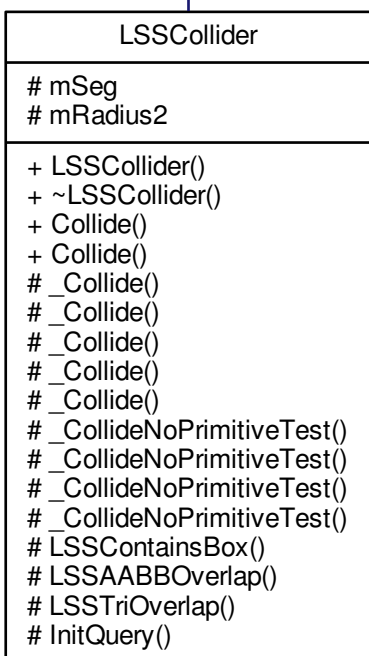 LSSCollider
# mSeg
# mRadius2
+ LSSCollider()
+ ~LSSCollider()
+ Collide()
+ Collide()
# _Collide()
# _Collide()
# _Collide()
# _Collide()
# _Collide()
# _CollideNoPrimitiveTest()
# _CollideNoPrimitiveTest()
# _CollideNoPrimitiveTest()
# _CollideNoPrimitiveTest()
# LSSContainsBox()
# LSSAABBOverlap()
# LSSTriOverlap()
# InitQuery()